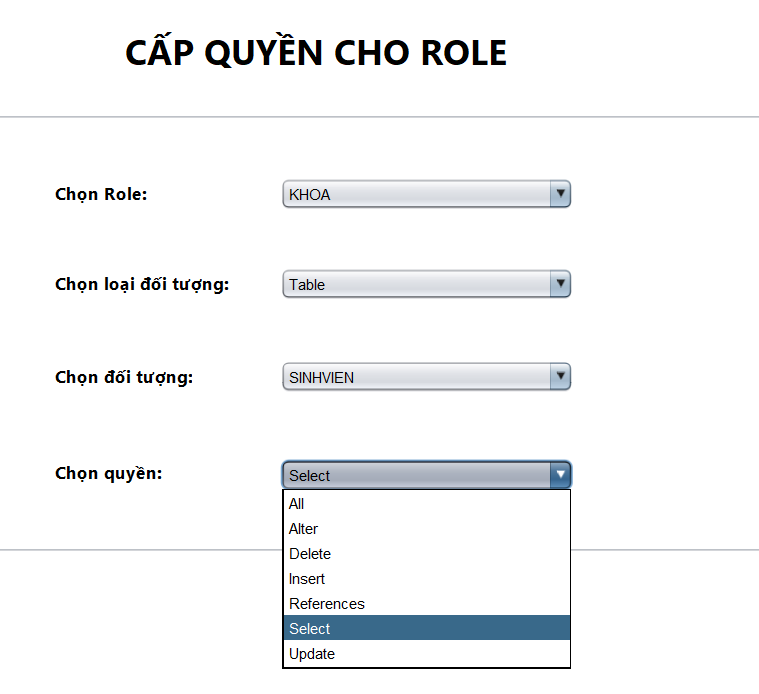 CẤP QUYỀN CHO ROLE
Chọn Role: KHOA
Chọn loại đối tượng: Table
Chọn đối tượng: SINHVIEN
Chọn quyền: Select
All
Alter
Delete
Insert
References
Select
Update